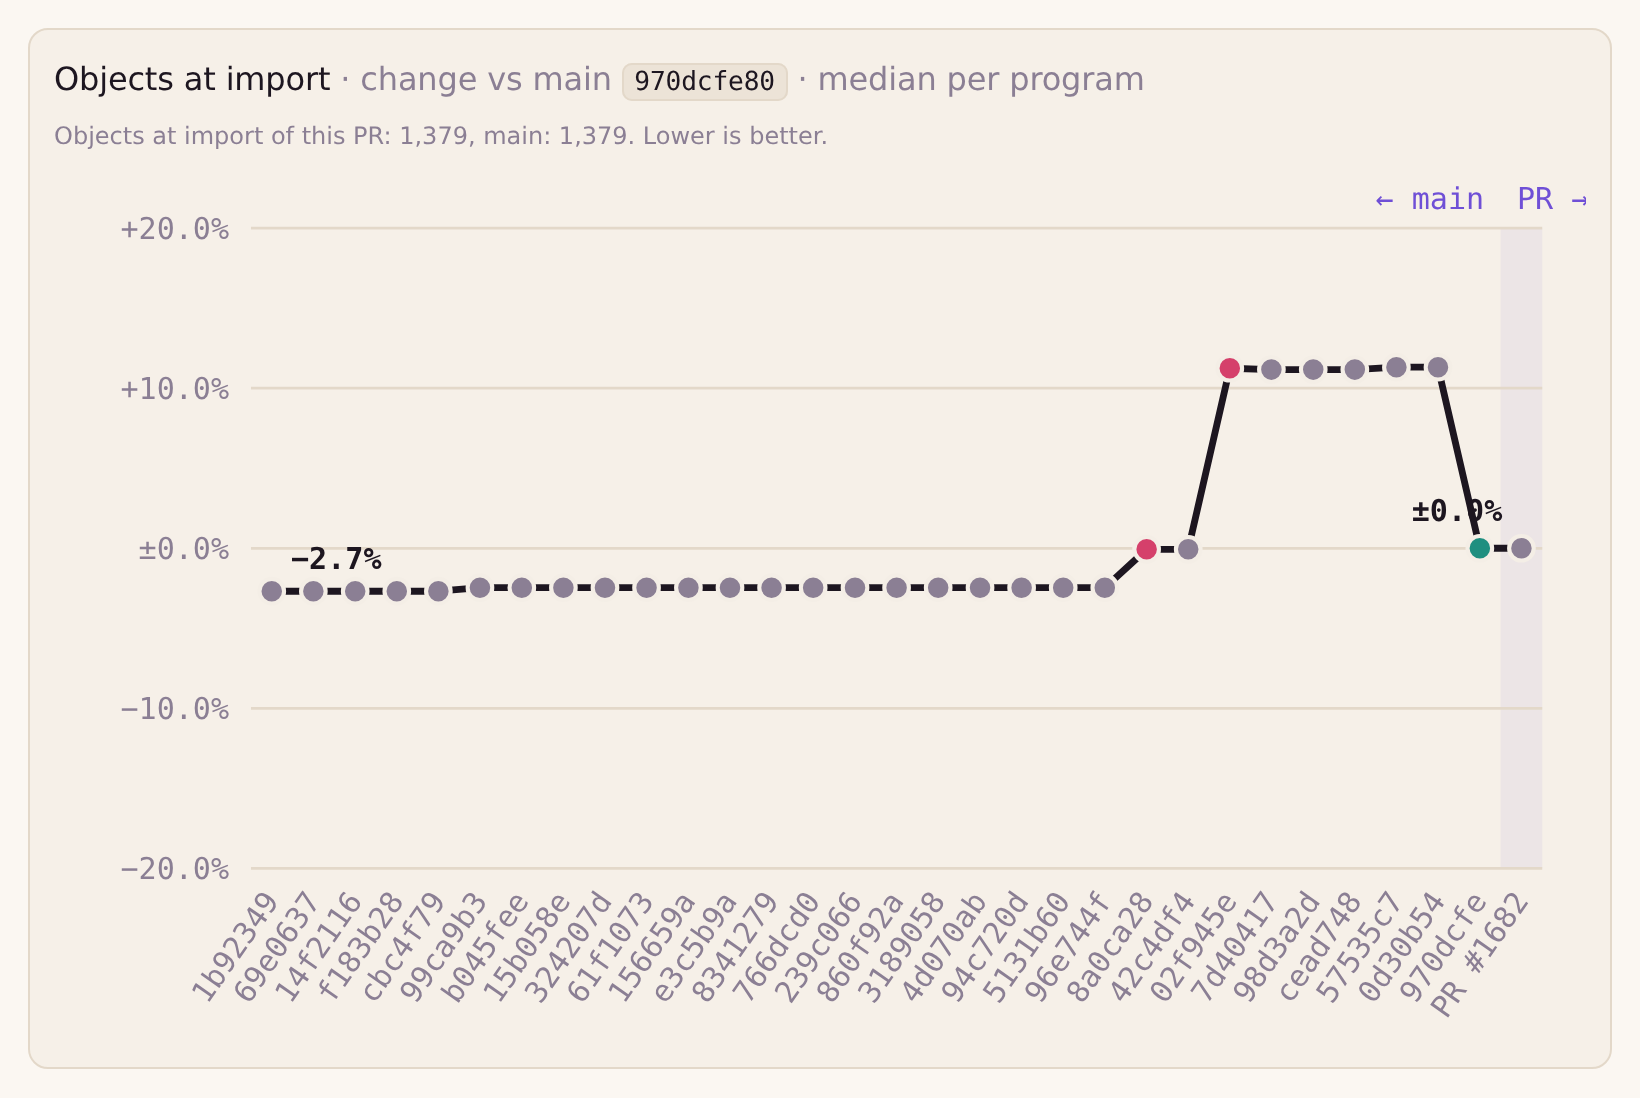 Objects at import · change vs main 970dcfe80 · median per program
Objects at import of this PR: 1,379, main: 1,379. Lower is better.
← main PR →
+20.0%
+10.0%
±0.0%
−10.0%
−20.0%
−2.7%
±0.0%
1b92349
69e0637
14f2116
f183b28
cbc4f79
99ca9b3
b045fee
15b058e
324207d
61f1073
156659a
e3c5b9a
8341279
766dcd0
239c066
860f92a
3189058
4d070ab
94c720d
5131b60
96e744f
8a0ca28
42c4df4
02f945e
7d40417
98d3a2d
cead748
57535c7
0d30b54
970dcfe
PR #1682